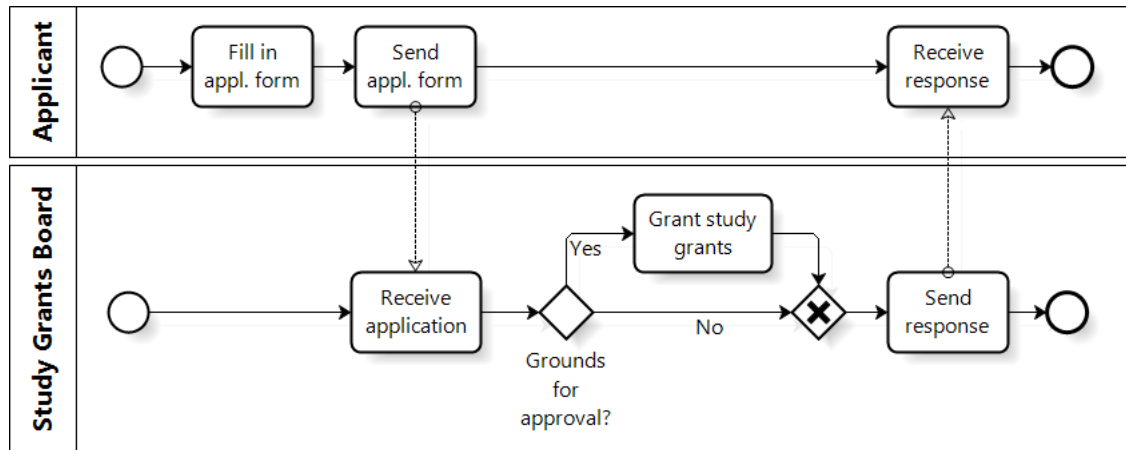 Applicant
Fill in
appl. form
Send
appl. form
Receive
response
Study Grants Board
Receive
application
Grounds
for
approval?
Yes
Grant study
grants
No
Send
response